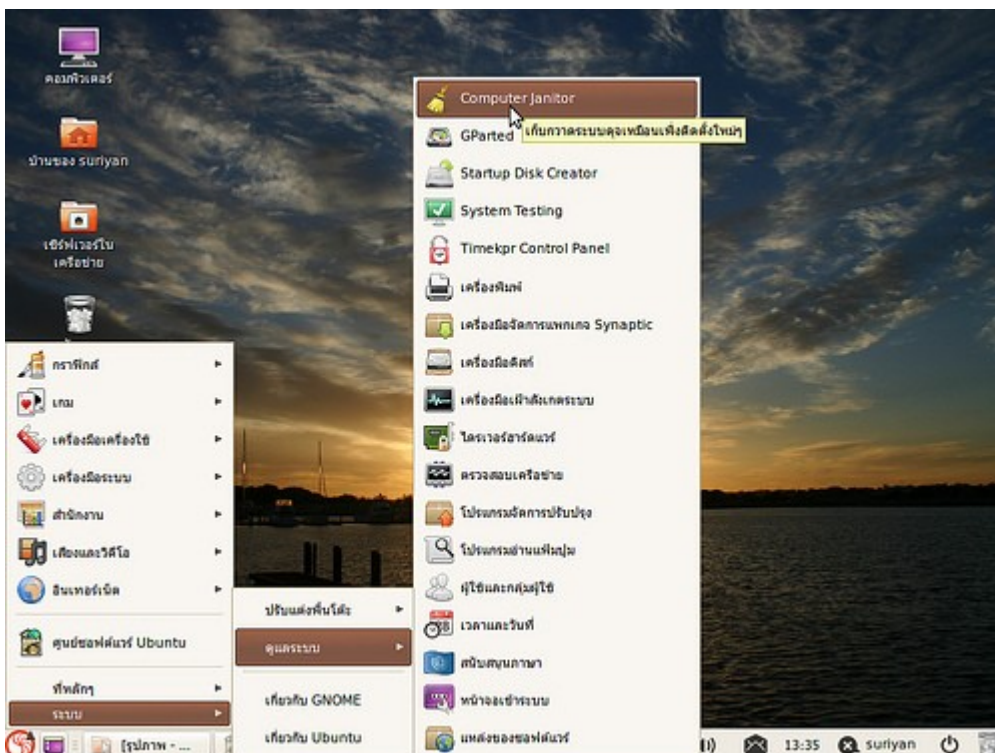 คอมพิวเตอร์
บ้านของ suriyan
เซิร์ฟเวอร์ใน
เครือข่าย
Computer Janitor
เก็บกวาดระบบดุจเหมือนเพิ่งติดตั้งใหม่ๆ
GParted
Startup Disk Creator
System Testing
Timekpr Control Panel
เครื่องพิมพ์
เครื่องมือจัดการแพกเกจ Synaptic
เครื่องมือดิสก์
เครื่องมือเฝ้าสังเกตระบบ
ไดรเวอร์ฮาร์ดแวร์
ตรวจสอบเครือข่าย
โปรแกรมจัดการปรับปรุง
โปรแกรมอ่านแฟ้มปูม
ผู้ใช้และกลุ่มผู้ใช้
เวลาและวันที่
สนับสนุนภาษา
หน้าจอเข้าระบบ
แหล่งของซอฟต์แวร์
กราฟิกส์
เกม
เครื่องมือเครื่องใช้
เครื่องมือระบบ
สำนักงาน
เสียงและวิดีโอ
อินเทอร์เน็ต
ศูนย์ซอฟต์แวร์ Ubuntu
ที่หลักๆ
ระบบ
ปรับแต่งพื้นโต๊ะ
ดูแลระบบ
เกี่ยวกับ GNOME
เกี่ยวกับ Ubuntu
[รูปภาพ - ...
13:35
suriyan